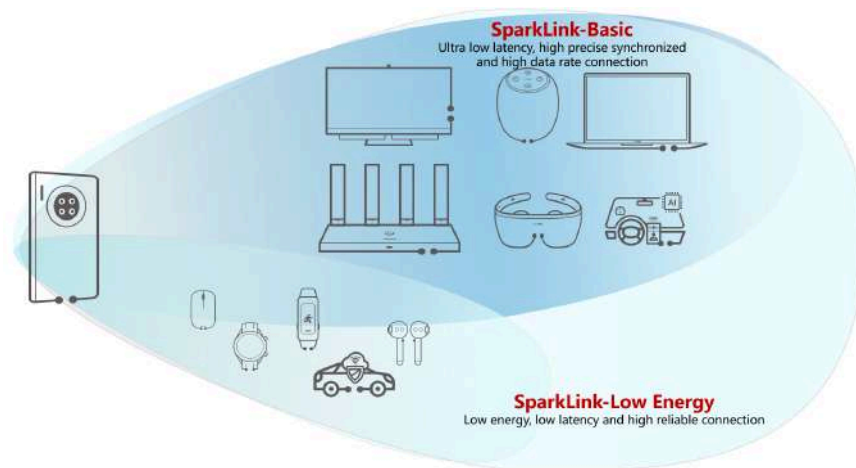 SparkLink-Basic
Ultra low latency, high precise synchronized
and high data rate connection
AI
SparkLink-Low Energy
Low energy, low latency and high reliable connection